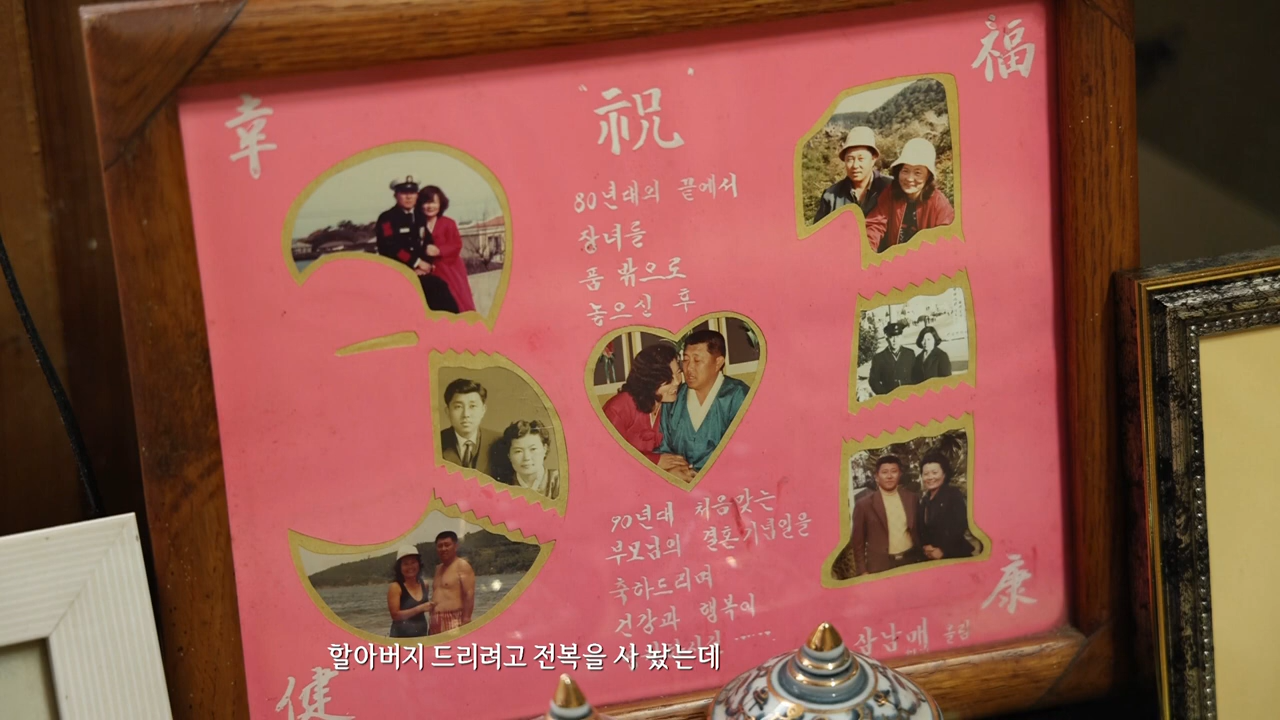 幸
福
"祝"
80년대의 끝에서
장녀를
품 밖으로
놓으신 후
90년대 처음맞는
부모님의 결혼기념일을
축하드리며
건강과 행복이
삼남매 올림
健
康
할아버지 드리려고 전복을 사 놨는데